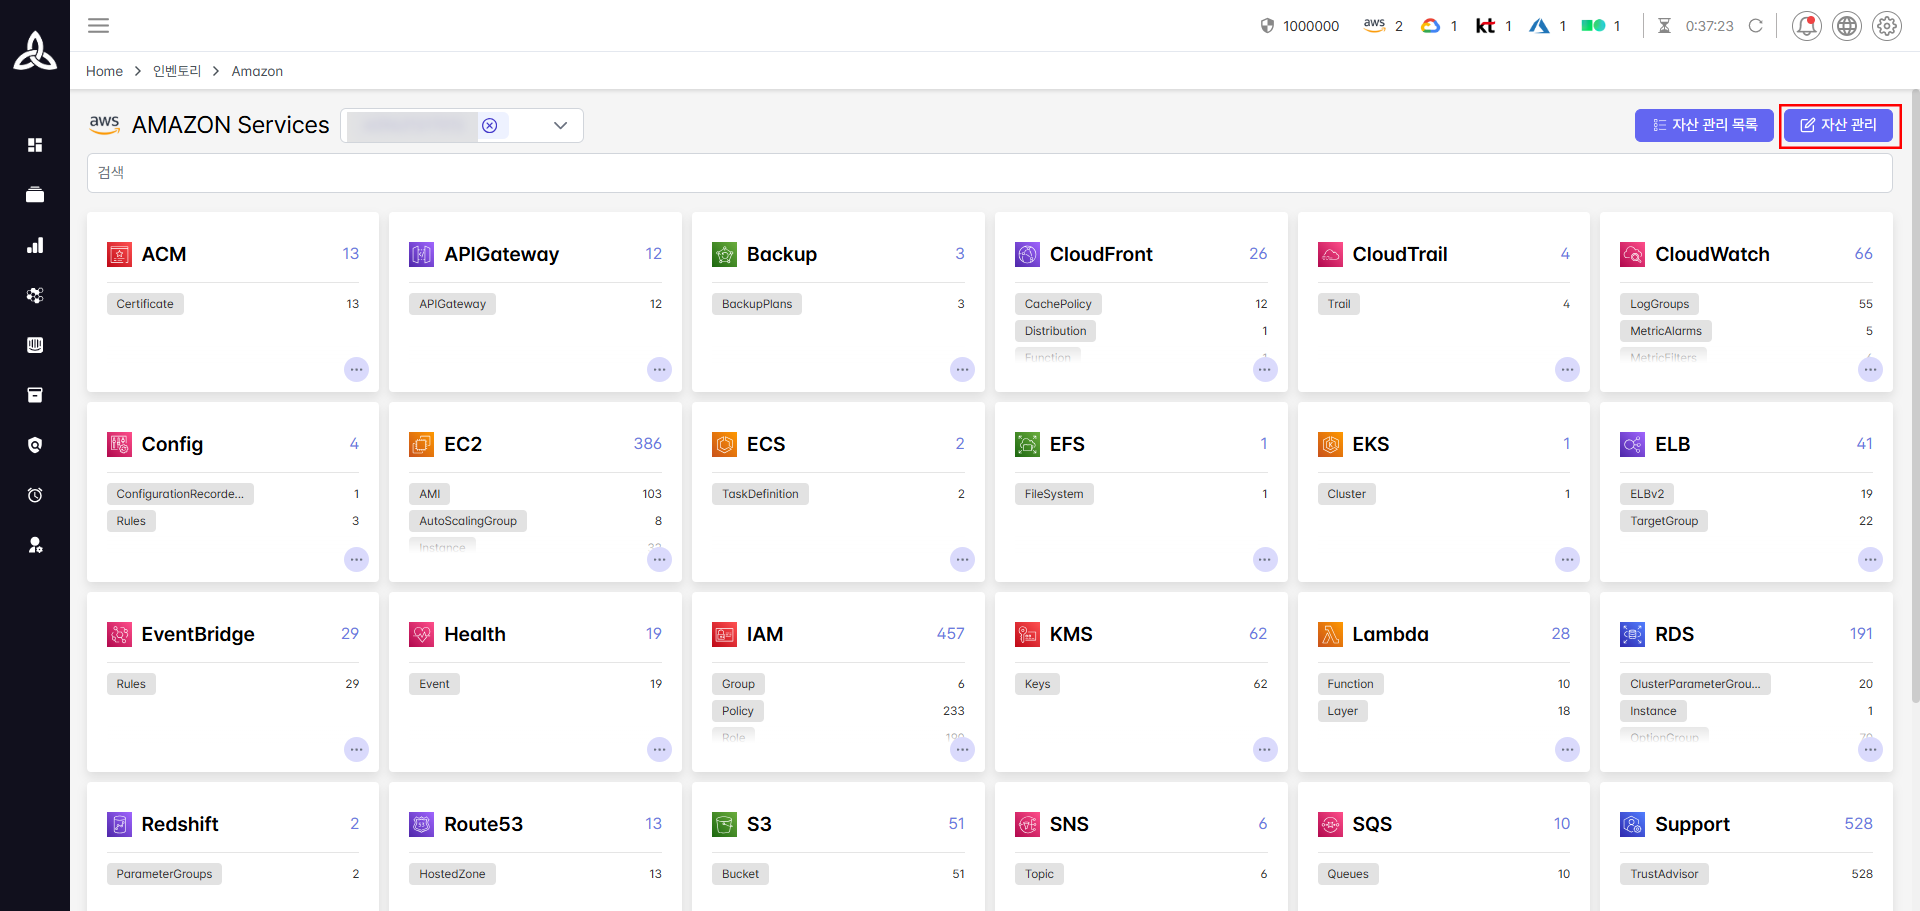 1000000 aws 2 1 kt 1 1 1 0:37:23
Home > 인벤토리 > Amazon
aws AMAZON Services
자산 관리 목록 자산 관리
검색
ACM 13
Certificate 13
APIGateway 12
APIGateway 12
Backup 3
BackupPlans 3
CloudFront 26
CachePolicy 12
Distribution 1
Function 1
CloudTrail 4
Trail 4
CloudWatch 66
LogGroups 55
MetricAlarms 5
MetricFilters
Config 4
ConfigurationRecorde... 1
Rules 3
EC2 386
AMI 103
AutoScalingGroup 8
Instance
ECS 2
TaskDefinition 2
EFS 1
FileSystem 1
EKS 1
Cluster 1
ELB 41
ELBv2 19
TargetGroup 22
EventBridge 29
Rules 29
Health 19
Event 19
IAM 457
Group 6
Policy 233
Role
KMS 62
Keys 62
Lambda 28
Function 10
Layer 18
RDS 191
ClusterParameterGrou... 20
Instance 1
OptionGroup
Redshift 2
ParameterGroups 2
Route53 13
HostedZone 13
S3 51
Bucket 51
SNS 6
Topic 6
SQS 10
Queues 10
Support 528
TrustAdvisor 528